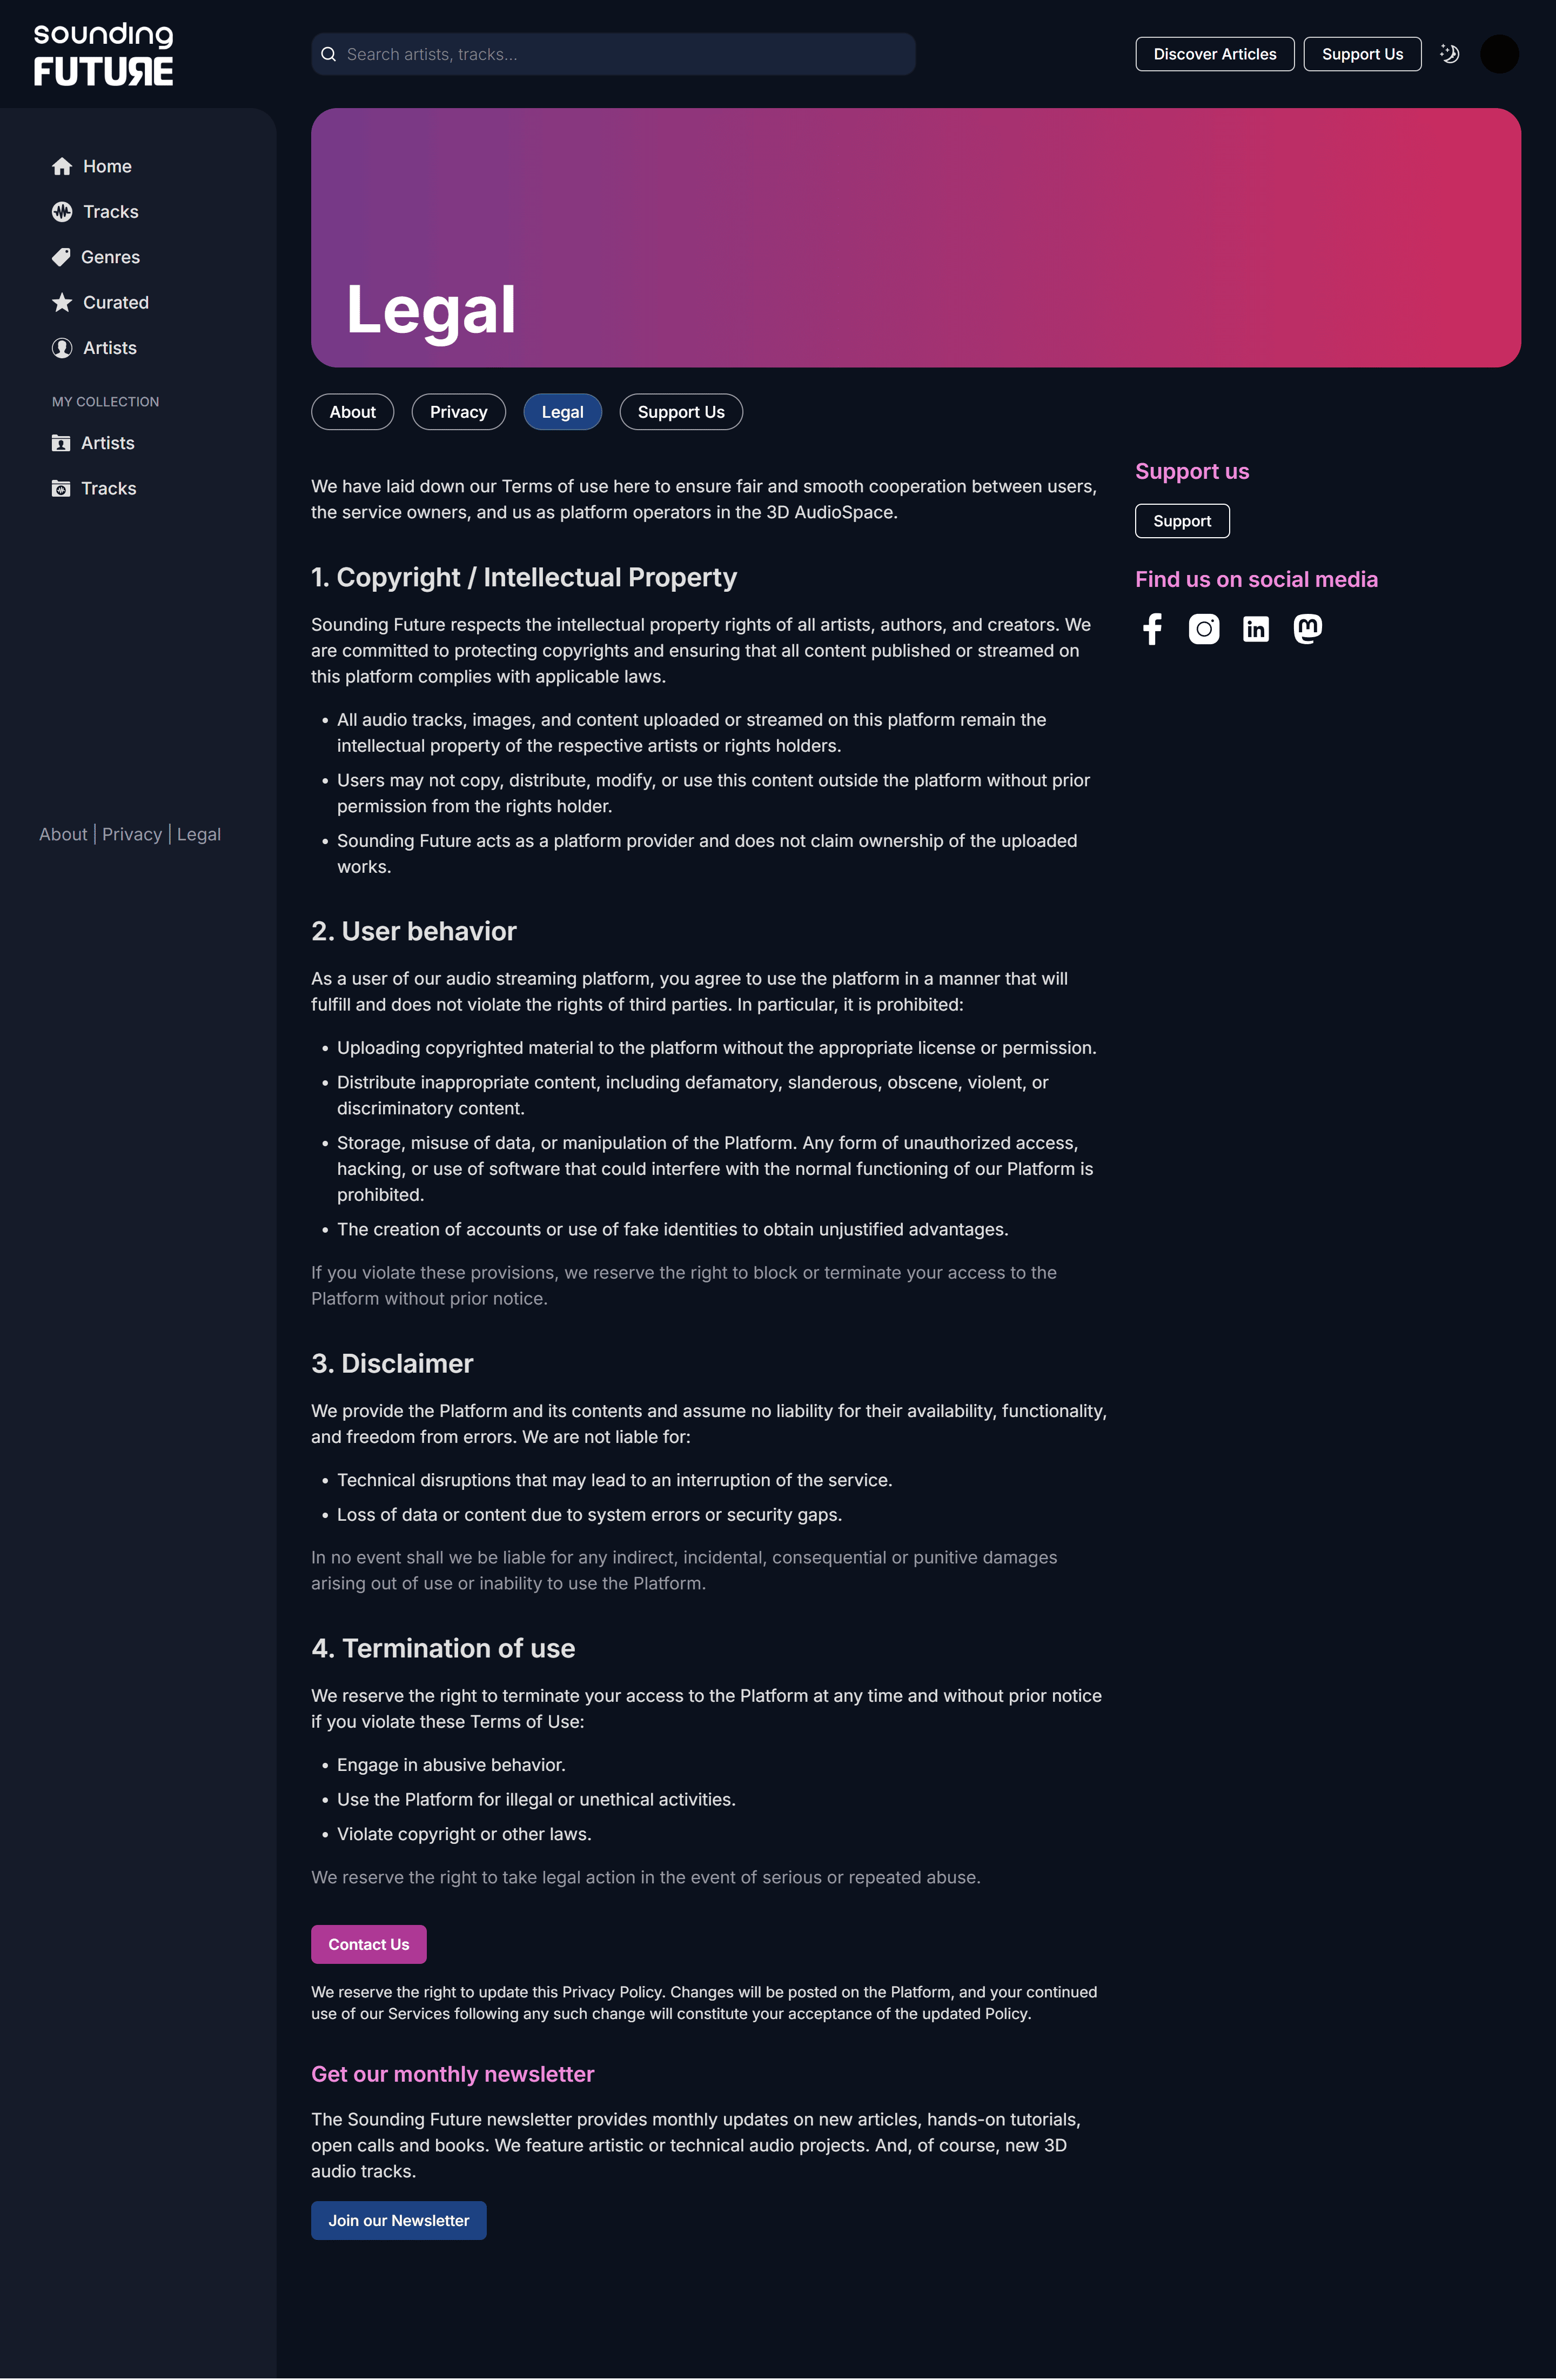 sounding
FUTURE
Search artists, tracks...
Discover Articles
Support Us
Home
Tracks
Genres
Curated
Artists
MY COLLECTION
Artists
Tracks
About | Privacy | Legal
Legal
About
Privacy
Legal
Support Us
We have laid down our Terms of use here to ensure fair and smooth cooperation between users,
the service owners, and us as platform operators in the 3D AudioSpace.
1. Copyright / Intellectual Property
Sounding Future respects the intellectual property rights of all artists, authors, and creators. We
are committed to protecting copyrights and ensuring that all content published or streamed on
this platform complies with applicable laws.
• All audio tracks, images, and content uploaded or streamed on this platform remain the
intellectual property of the respective artists or rights holders.
• Users may not copy, distribute, modify, or use this content outside the platform without prior
permission from the rights holder.
• Sounding Future acts as a platform provider and does not claim ownership of the uploaded
works.
2. User behavior
As a user of our audio streaming platform, you agree to use the platform in a manner that will
fulfill and does not violate the rights of third parties. In particular, it is prohibited:
• Uploading copyrighted material to the platform without the appropriate license or permission.
• Distribute inappropriate content, including defamatory, slanderous, obscene, violent, or
discriminatory content.
• Storage, misuse of data, or manipulation of the Platform. Any form of unauthorized access,
hacking, or use of software that could interfere with the normal functioning of our Platform is
prohibited.
• The creation of accounts or use of fake identities to obtain unjustified advantages.
If you violate these provisions, we reserve the right to block or terminate your access to the
Platform without prior notice.
3. Disclaimer
We provide the Platform and its contents and assume no liability for their availability, functionality,
and freedom from errors. We are not liable for:
• Technical disruptions that may lead to an interruption of the service.
• Loss of data or content due to system errors or security gaps.
In no event shall we be liable for any indirect, incidental, consequential or punitive damages
arising out of use or inability to use the Platform.
4. Termination of use
We reserve the right to terminate your access to the Platform at any time and without prior notice
if you violate these Terms of Use:
• Engage in abusive behavior.
• Use the Platform for illegal or unethical activities.
• Violate copyright or other laws.
We reserve the right to take legal action in the event of serious or repeated abuse.
Contact Us
We reserve the right to update this Privacy Policy. Changes will be posted on the Platform, and your continued
use of our Services following any such change will constitute your acceptance of the updated Policy.
Get our monthly newsletter
The Sounding Future newsletter provides monthly updates on new articles, hands-on tutorials,
open calls and books. We feature artistic or technical audio projects. And, of course, new 3D
audio tracks.
Join our Newsletter
Support us
Support
Find us on social media